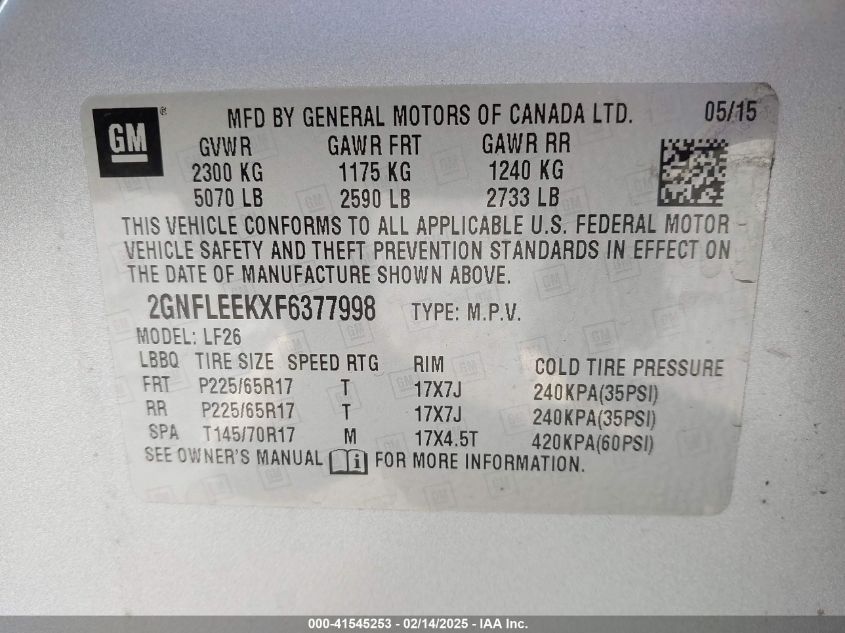 GM ® MFD BY GENERAL MOTORS OF CANADA LTD. 05/15
GVWR GAWR FRT GAWR RR
2300 KG 1175 KG 1240 KG
5070 LB 2590 LB 2733 LB
THIS VEHICLE CONFORMS TO ALL APPLICABLE U.S. FEDERAL MOTOR
VEHICLE SAFETY AND THEFT PREVENTION STANDARDS IN EFFECT ON
THE DATE OF MANUFACTURE SHOWN ABOVE.
2GNFLEEKXF6377998 TYPE: M.P.V.
MODEL: LF26
LBBQ TIRE SIZE SPEED RTG RIM COLD TIRE PRESSURE
FRT P225/65R17 T 17X7J 240KPA(35PSI)
RR P225/65R17 T 17X7J 240KPA(35PSI)
SPA T145/70R17 M 17X4.5T 420KPA(60PSI)
SEE OWNER'S MANUAL i FOR MORE INFORMATION.
000-41545253 - 02/14/2025 - IAA Inc.